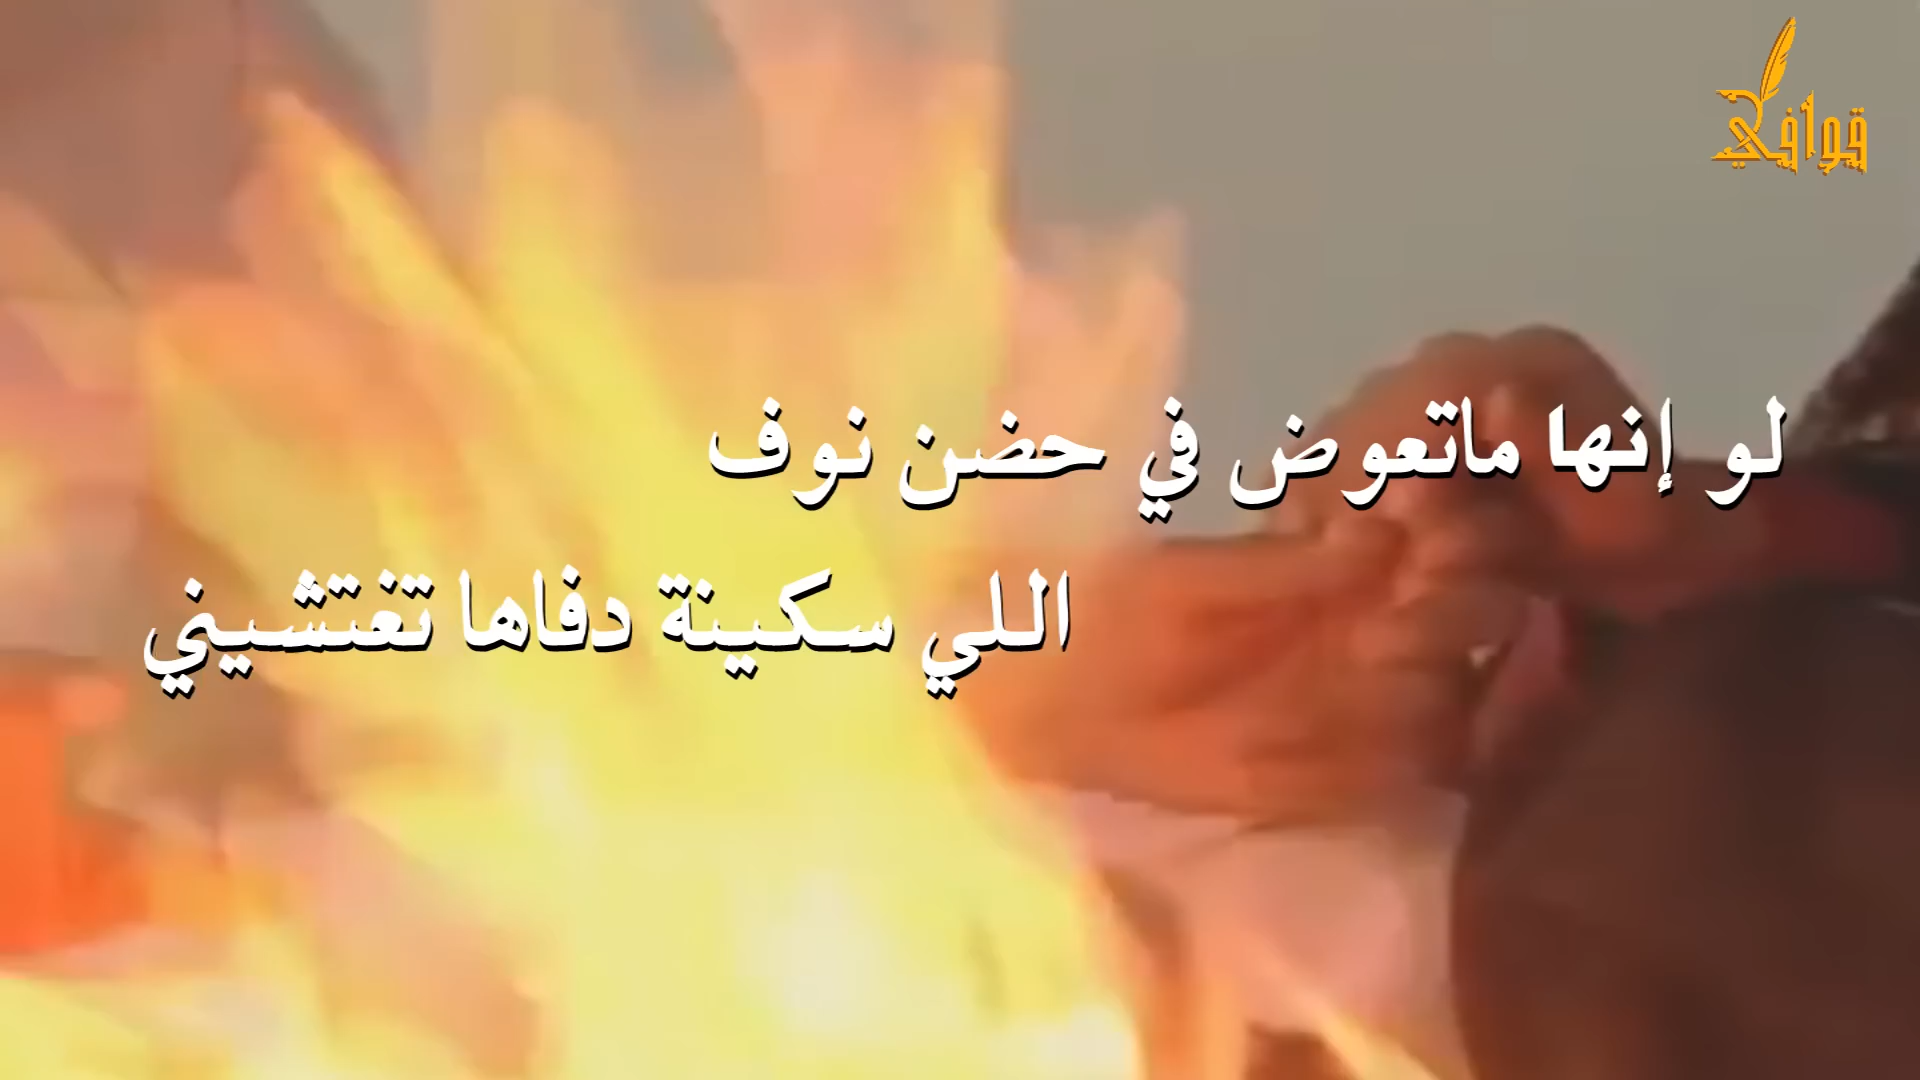 قوافي
لو إنها ماتعوض في حضن نوف
اللي سكينة دفاها تغتشيني